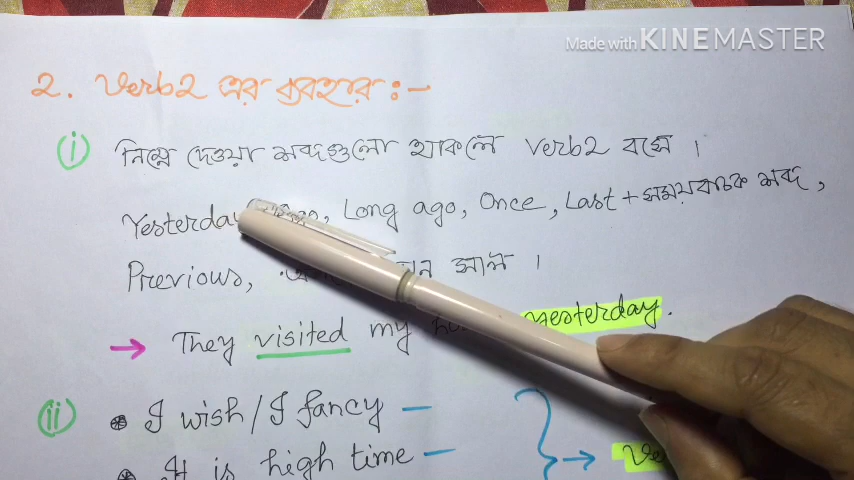 Made with KINEMASTER
2. Verb2 এর ব্যবহার :-
(i) নিম্নে দেওয়া শব্দগুলো থাকলে Verb2 বসে ।
Yesterday, Long ago, Once, Last + সময়বাচক শব্দ,
Previous, সাল ।
→ They visited my yesterday.
(ii) I wish / I fancy —
It is high time — →